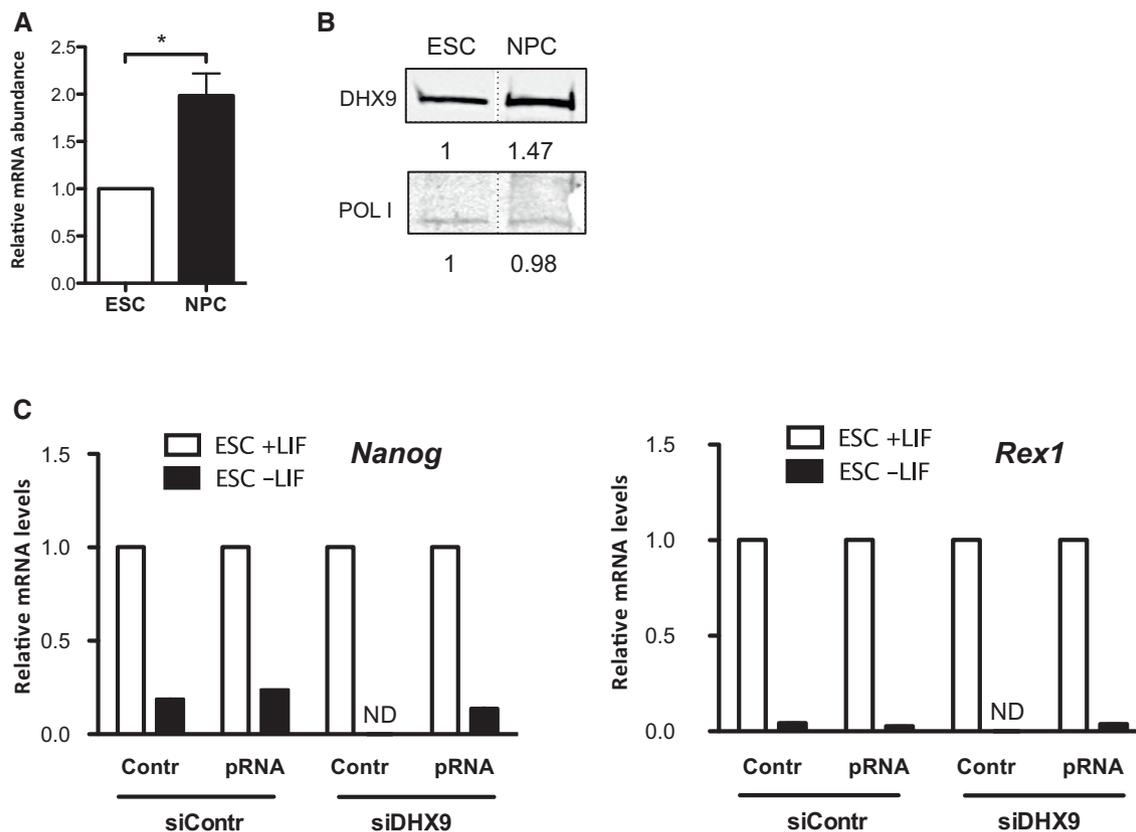 A
Relative mRNA abundance
2.5
2.0
1.5
1.0
0.5
0.0
*
ESC NPC
B
ESC NPC
DHX9
1 1.47
POL I
1 0.98
C
ESC +LIF
ESC –LIF
Nanog
Relative mRNA levels
1.5
1.0
0.5
0.0
ND
Contr pRNA Contr pRNA
siContr siDHX9
ESC +LIF
ESC –LIF
Rex1
Relative mRNA levels
1.5
1.0
0.5
0.0
ND
Contr pRNA Contr pRNA
siContr siDHX9